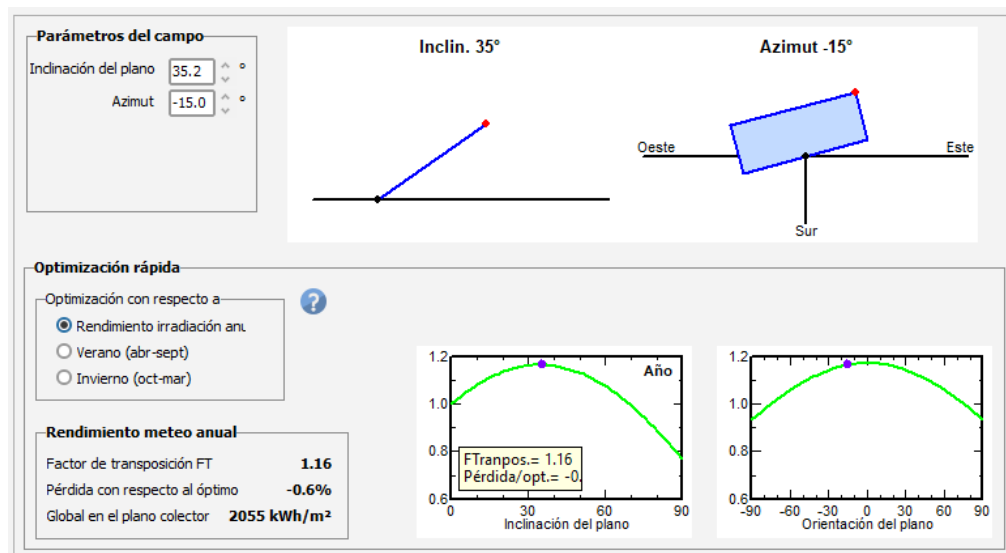 Parámetros del campo
Inclinación del plano 35.2 °
Azimut -15.0 °
Inclin. 35°
Azimut -15°
Oeste
Este
Sur
Optimización rápida
Optimización con respecto a
Rendimiento irradiación anu
Verano (abr-sept)
Invierno (oct-mar)
?
Rendimiento meteo anual
Factor de transposición FT 1.16
Pérdida con respecto al óptimo -0.6%
Global en el plano colector 2055 kWh/m²
1.2
1.0
0.8
0.6
Año
FTranpos.= 1.16
Pérdida/opt.= -0.
0 30 60 90
Inclinación del plano
1.2
1.0
0.8
0.6
-90 -60 -30 0 30 60 90
Orientación del plano